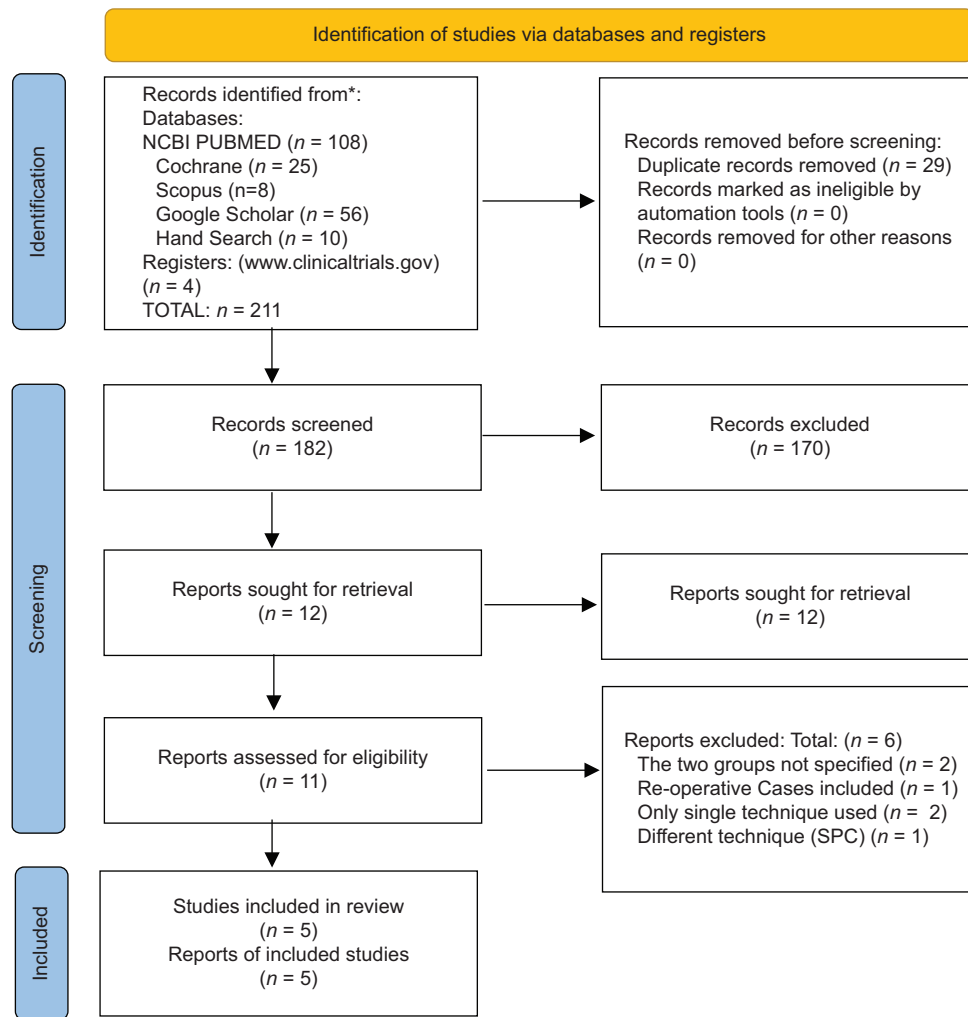 Identification of studies via databases and registers
Identification
Records identified from*:
Databases:
NCBI PUBMED (n = 108)
Cochrane (n = 25)
Scopus (n=8)
Google Scholar (n = 56)
Hand Search (n = 10)
Registers: (www.clinicaltrials.gov)
(n = 4)
TOTAL: n = 211
Records removed before screening:
Duplicate records removed (n = 29)
Records marked as ineligible by
automation tools (n = 0)
Records removed for other reasons
(n = 0)
Screening
Records screened
(n = 182)
Records excluded
(n = 170)
Reports sought for retrieval
(n = 12)
Reports sought for retrieval
(n = 12)
Reports assessed for eligibility
(n = 11)
Reports excluded: Total: (n = 6)
The two groups not specified (n = 2)
Re-operative Cases included (n = 1)
Only single technique used (n = 2)
Different technique (SPC) (n = 1)
Included
Studies included in review
(n = 5)
Reports of included studies
(n = 5)